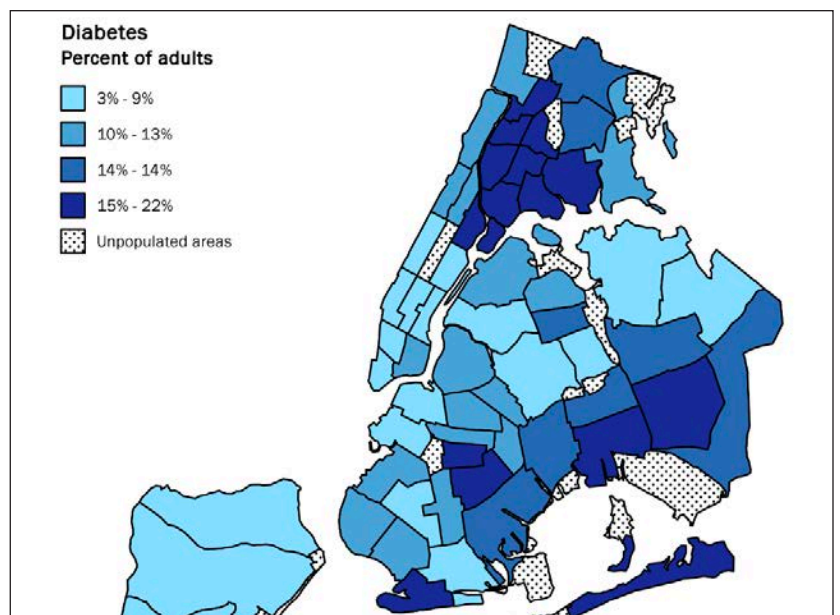 Diabetes
Percent of adults
3% - 9%
10% - 13%
14% - 14%
15% - 22%
Unpopulated areas